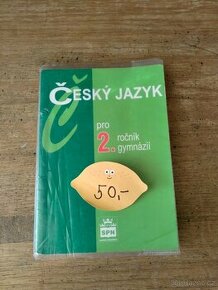 ČESKÝ JAZYK
pro
2. ročník
gymnázií
50,-
SPN